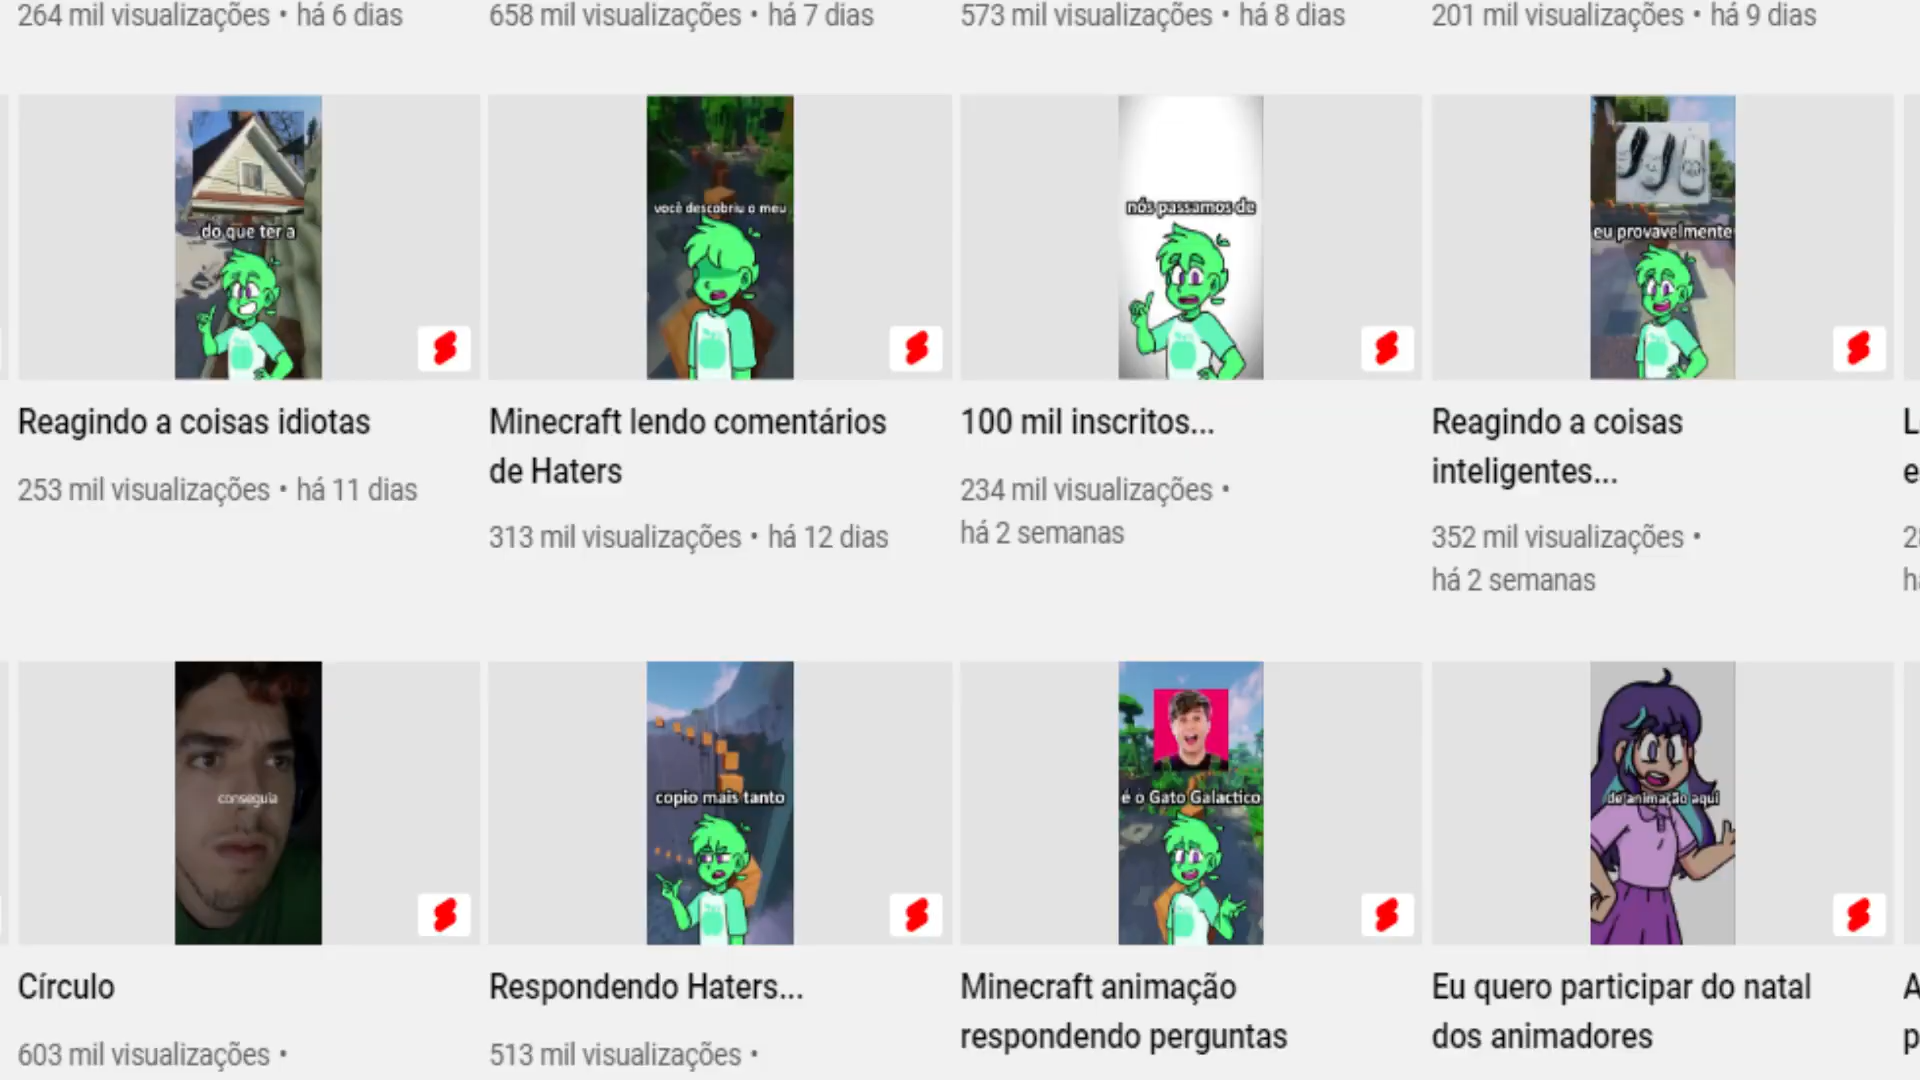 264 mil visualizações • há 6 dias
658 mil visualizações • há 7 dias
573 mil visualizações • há 8 dias
201 mil visualizações • há 9 dias
do que ter a
você descobriu o meu
nós passamos de
eu provavelmente
Reagindo a coisas idiotas
253 mil visualizações • há 11 dias
Minecraft lendo comentários
de Haters
313 mil visualizações • há 12 dias
100 mil inscritos...
234 mil visualizações •
há 2 semanas
Reagindo a coisas
inteligentes...
352 mil visualizações •
há 2 semanas
conseguia
copio mais tanto
é o Gato Galactico
de animação aqui
Círculo
603 mil visualizações •
Respondendo Haters...
513 mil visualizações •
Minecraft animação
respondendo perguntas
Eu quero participar do natal
dos animadores